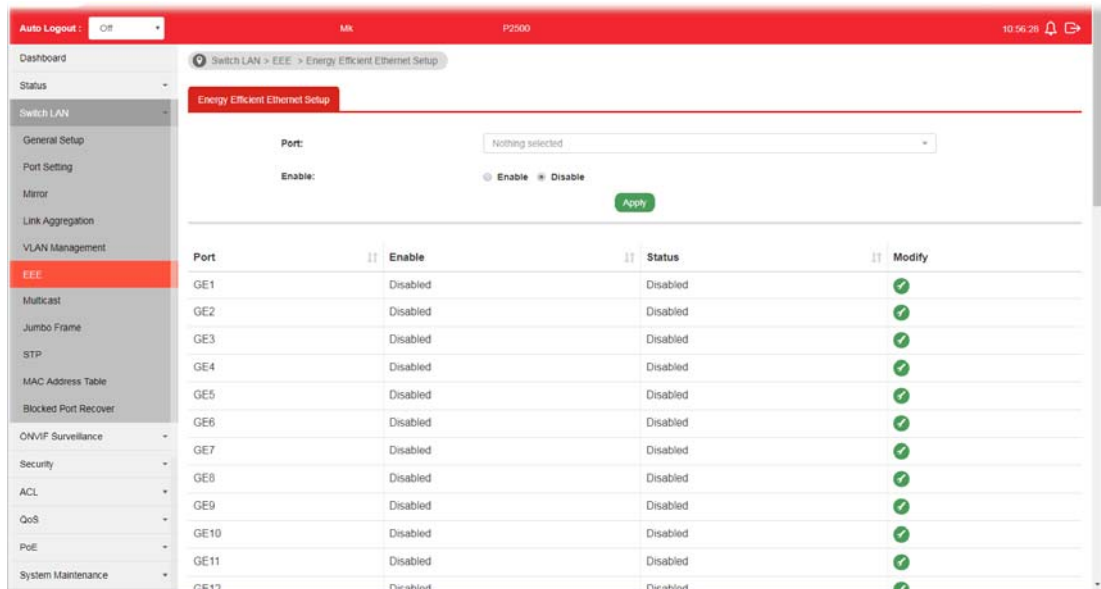 Auto Logout : Off Mk P2500 10:56:28
Dashboard
Status
Switch LAN
General Setup
Port Setting
Mirror
Link Aggregation
VLAN Management
EEE
Multicast
Jumbo Frame
STP
MAC Address Table
Blocked Port Recover
ONVIF Surveillance
Security
ACL
QoS
PoE
System Maintenance
Switch LAN > EEE > Energy Efficient Ethernet Setup
Energy Efficient Ethernet Setup
Port: Nothing selected
Enable: Enable Disable
Apply
Port Enable Status Modify
GE1 Disabled Disabled
GE2 Disabled Disabled
GE3 Disabled Disabled
GE4 Disabled Disabled
GE5 Disabled Disabled
GE6 Disabled Disabled
GE7 Disabled Disabled
GE8 Disabled Disabled
GE9 Disabled Disabled
GE10 Disabled Disabled
GE11 Disabled Disabled
GE12 Disabled Disabled